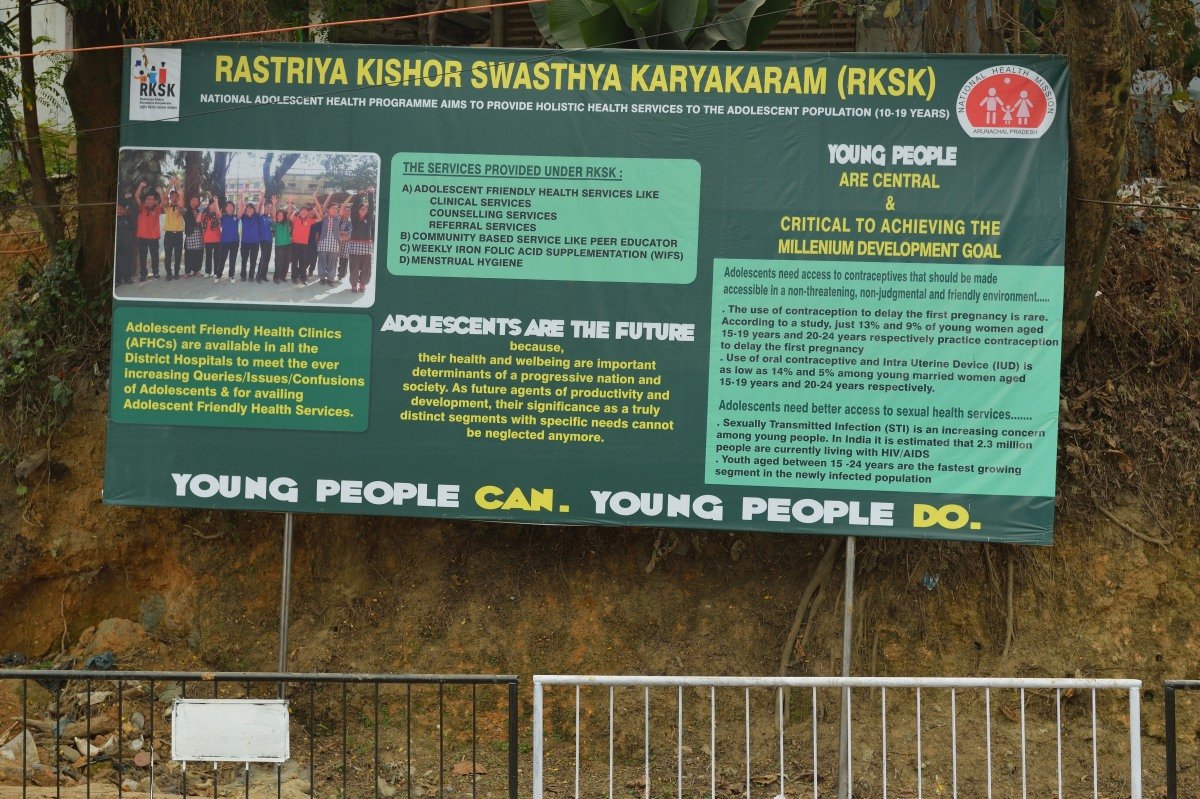 RKSK
RASTRIYA KISHOR SWASTHYA KARYAKARAM (RKSK)
NATIONAL ADOLESCENT HEALTH PROGRAMME AIMS TO PROVIDE HOLISTIC HEALTH SERVICES TO THE ADOLESCENT POPULATION (10-19 YEARS)
NATIONAL HEALTH MISSION
ARUNACHAL PRADESH
THE SERVICES PROVIDED UNDER RKSK :
A) ADOLESCENT FRIENDLY HEALTH SERVICES LIKE
CLINICAL SERVICES
COUNSELLING SERVICES
REFERRAL SERVICES
B) COMMUNITY BASED SERVICE LIKE PEER EDUCATOR
C) WEEKLY IRON FOLIC ACID SUPPLEMENTATION (WIFS)
D) MENSTRUAL HYGIENE
Adolescent Friendly Health Clinics
(AFHCs) are available in all the
District Hospitals to meet the ever
increasing Queries/Issues/Confusions
of Adolescents & for availing
Adolescent Friendly Health Services.
ADOLESCENTS ARE THE FUTURE
because,
their health and welbeing are important
determinants of a progressive nation and
society. As future agents of productivity and
development, their significance as a truly
distinct segments with specific needs cannot
be neglected anymore.
YOUNG PEOPLE
ARE CENTRAL
&
CRITICAL TO ACHIEVING THE
MILLENIUM DEVELOPMENT GOAL
Adolescents need access to contraceptives that should be made
accessible in a non-threatening, non-judgmental and friendly environment.....
. The use of contraception to delay the first pregnancy is rare.
According to a study, just 13% and 9% of young women aged
15-19 years and 20-24 years respectively practice contraception
to delay the first pregnancy
. Use of oral contraceptive and Intra Uterine Device (IUD) is
as low as 14% and 5% among young married women aged
15-19 years and 20-24 years respectively.
Adolescents need better access to sexual health services.......
. Sexually Transmitted Infection (STI) is an increasing concern
among young people. In India it is estimated that 2.3 million
people are currently living with HIV/AIDS
. Youth aged between 15 -24 years are the fastest growing
segment in the newly infected population
YOUNG PEOPLE CAN. YOUNG PEOPLE DO.